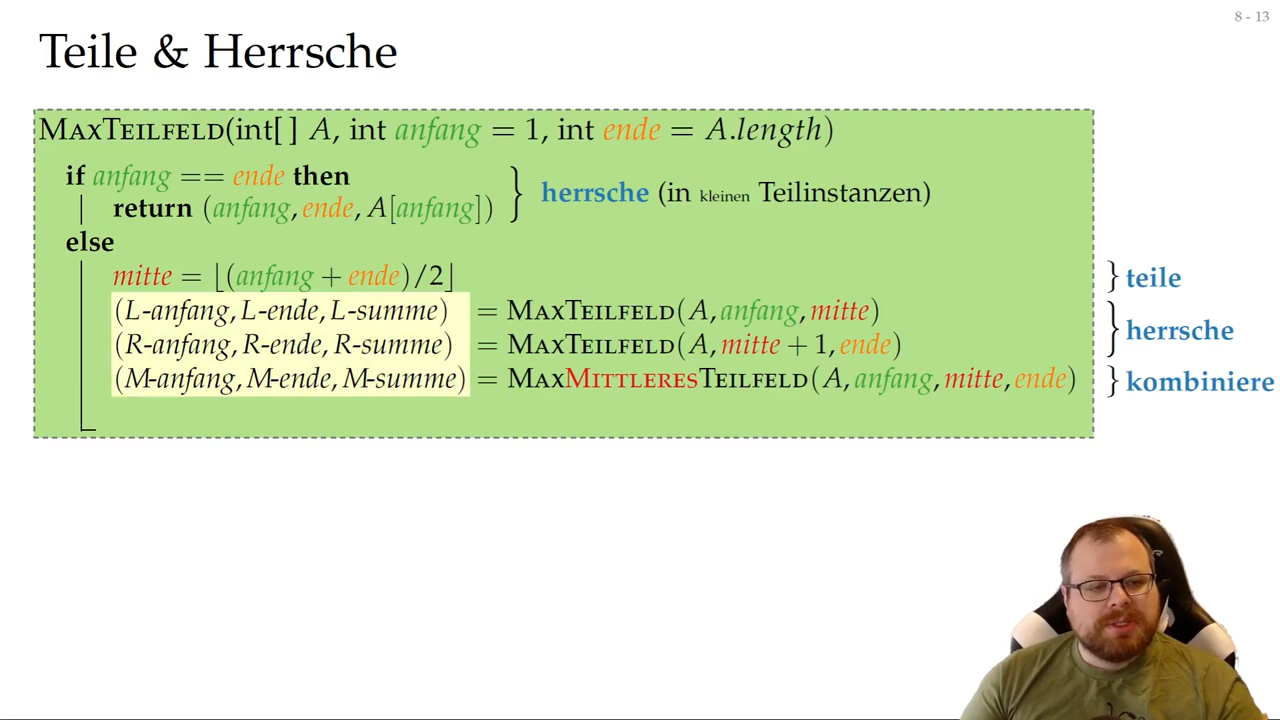 8 - 13
Teile & Herrsche
MaxTeilfeld(int[ ] A, int anfang = 1, int ende = A.length)
if anfang == ende then
return (anfang, ende, A[anfang])
} herrsche (in kleinen Teilinstanzen)
else
mitte = ⌊(anfang + ende)/2⌋
} teile
(L-anfang, L-ende, L-summe) = MaxTeilfeld(A, anfang, mitte)
(R-anfang, R-ende, R-summe) = MaxTeilfeld(A, mitte + 1, ende)
} herrsche
(M-anfang, M-ende, M-summe) = MaxMittleresTeilfeld(A, anfang, mitte, ende)
} kombiniere